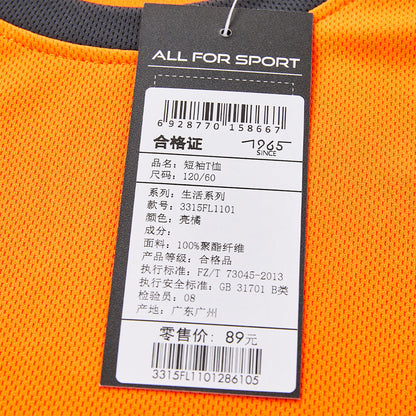 ALL FOR SPORT
6 928770 158667
合格证
1965
SINCE
品名: 短袖T恤
尺码: 120/60
系列: 生活系列
款号: 3315FL1101
颜色: 亮橘
成分:
面料: 100%聚酯纤维
产品等级: 合格品
执行标准: FZ/T 73045-2013
执行安全标准: GB 31701 B类
检验员: 08
产地: 广东广州
零售价: 89元
3315FL1101286105